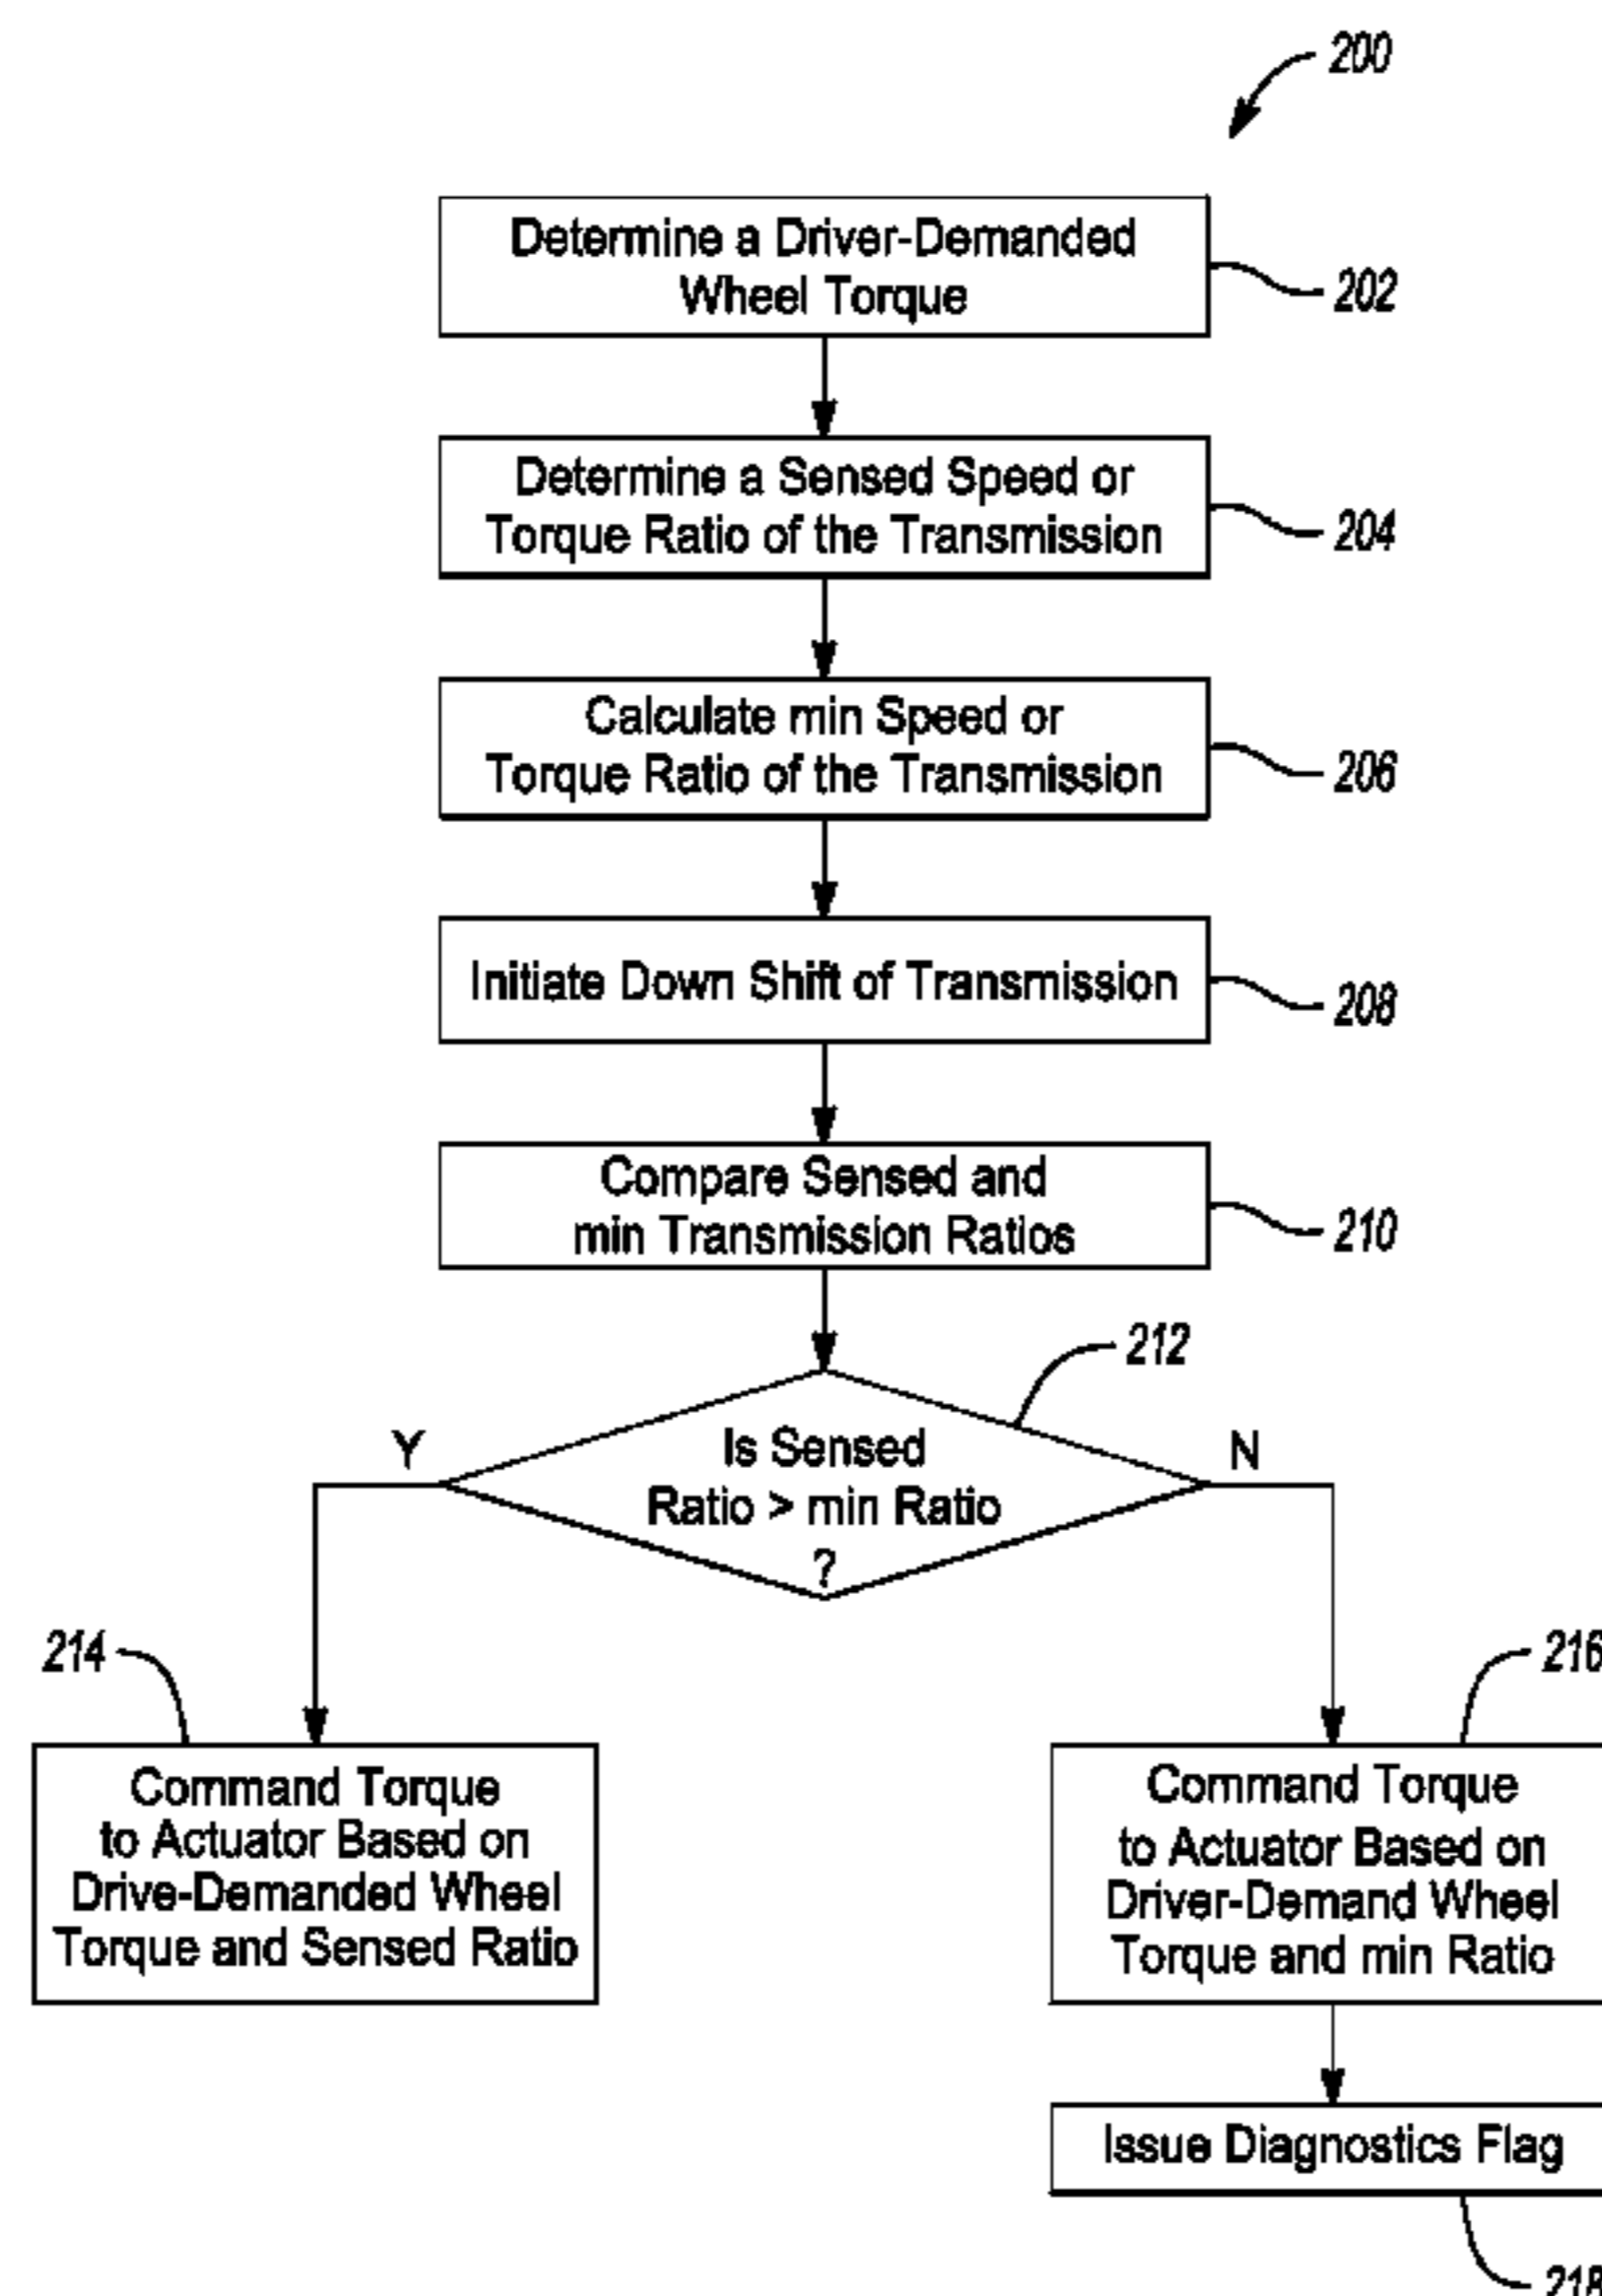 200
Determine a Driver-Demanded
Wheel Torque
202
Determine a Sensed Speed or
Torque Ratio of the Transmission
204
Calculate min Speed or
Torque Ratio of the Transmission
206
Initiate Down Shift of Transmission
208
Compare Sensed and
min Transmission Ratios
210
212
Y
Is Sensed
Ratio > min Ratio
?
N
214
216
Command Torque
to Actuator Based on
Drive-Demanded Wheel
Torque and Sensed Ratio
Command Torque
to Actuator Based on
Driver-Demand Wheel
Torque and min Ratio
Issue Diagnostics Flag
218